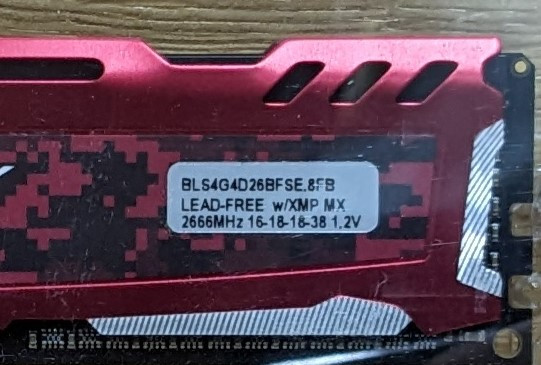 BLS4G4D26BFSE.8FB
LEAD-FREE w/XMP MX
2666MHz 16-18-18-38 1.2V